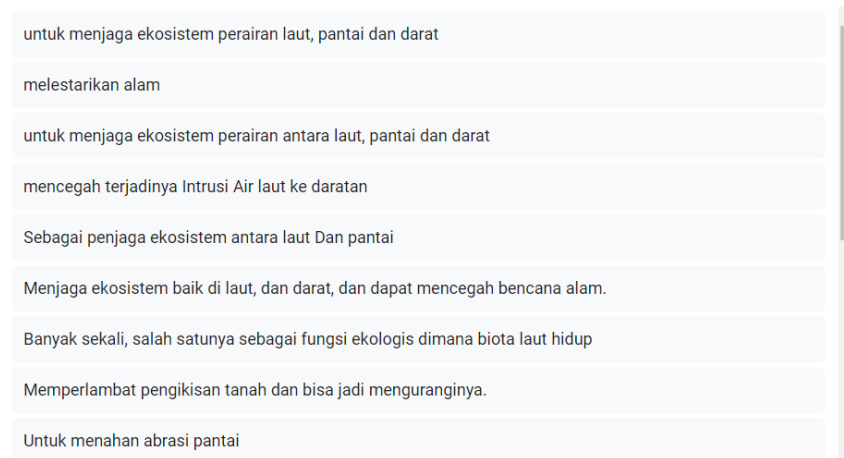 untuk menjaga ekosistem perairan laut, pantai dan darat
melestarikan alam
untuk menjaga ekosistem perairan antara laut, pantai dan darat
mencegah terjadinya Intrusi Air laut ke daratan
Sebagai penjaga ekosistem antara laut Dan pantai
Menjaga ekosistem baik di laut, dan darat, dan dapat mencegah bencana alam.
Banyak sekali, salah satunya sebagai fungsi ekologis dimana biota laut hidup
Memperlambat pengikisan tanah dan bisa jadi menguranginya.
Untuk menahan abrasi pantai